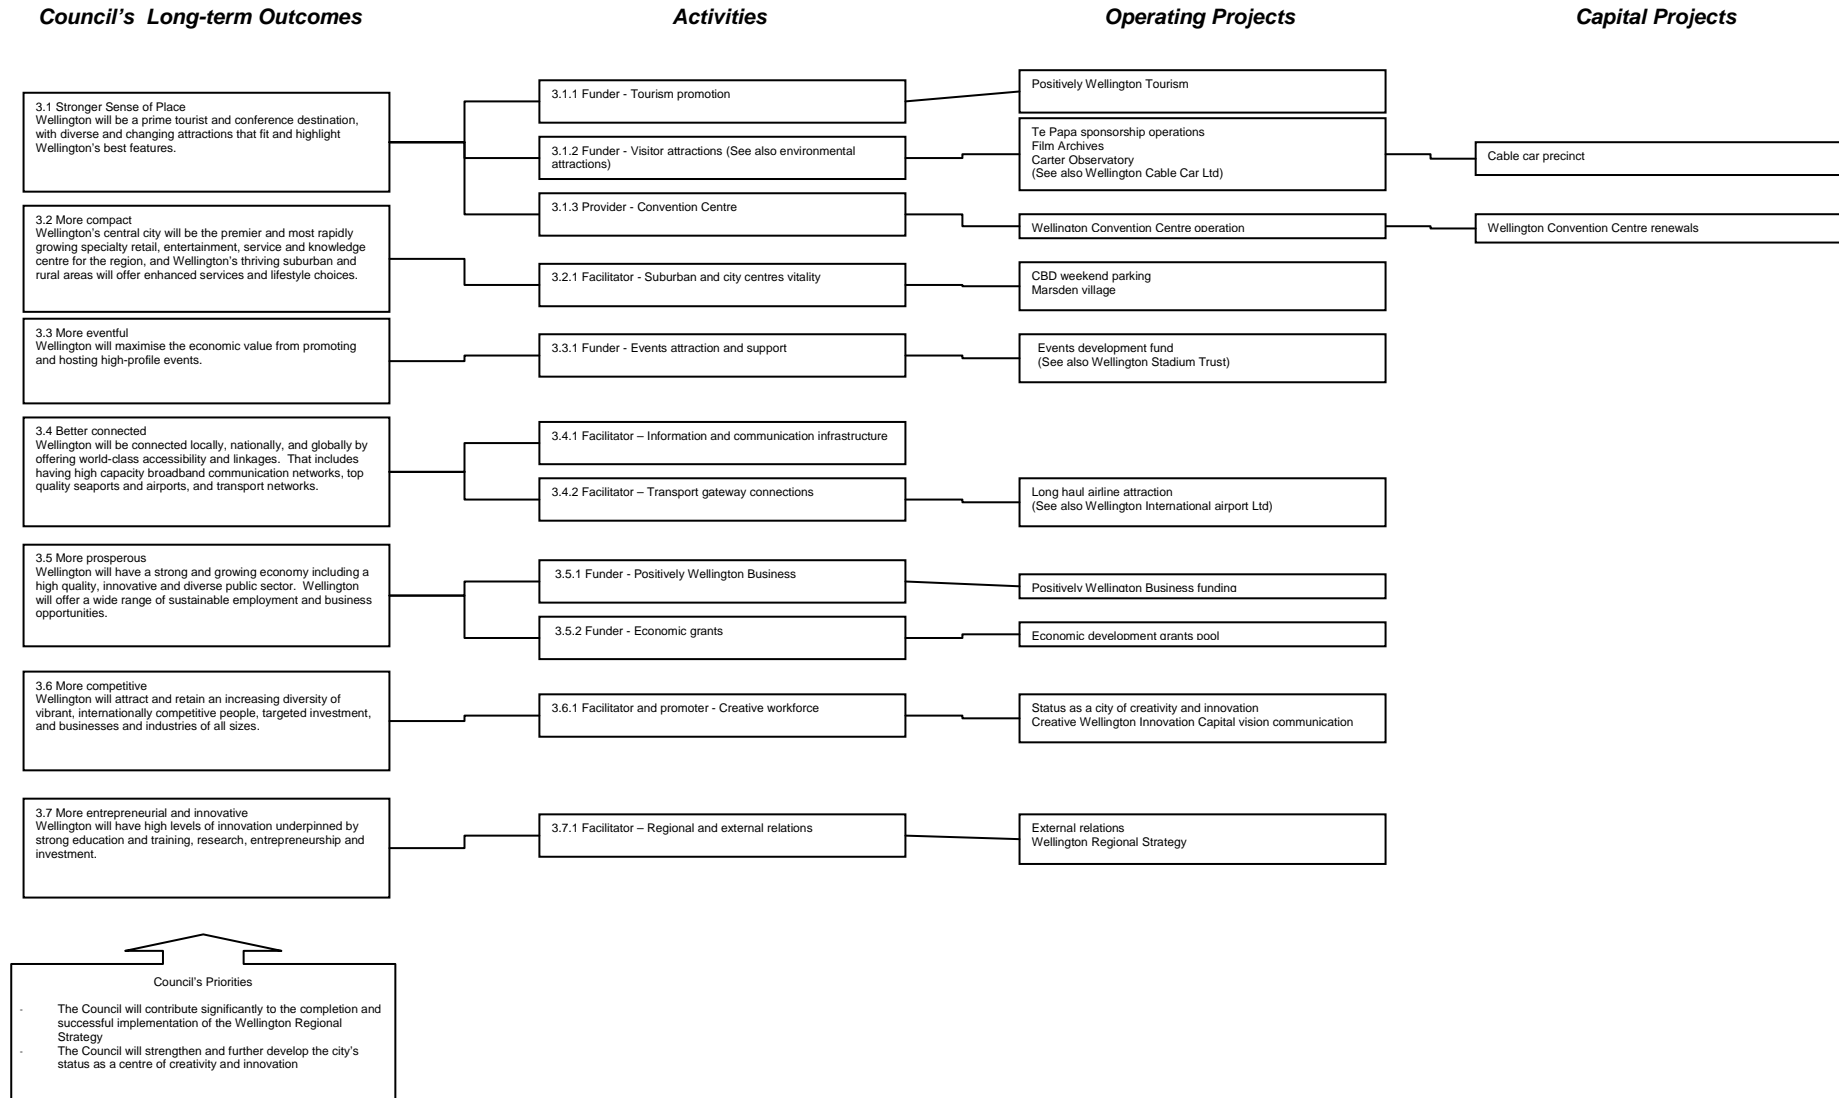 Council's  Long-term Outcomes
Activities
Operating Projects
Capital Projects
3.1 Stronger Sense of Place
Wellington will be a prime tourist and conference destination,
with diverse and changing attractions that fit and highlight
Wellington's best features.
3.2 More compact
Wellington's central city will be the premier and most rapidly
growing specialty retail, entertainment, service and knowledge
centre for the region, and Wellington's thriving suburban and
rural areas will offer enhanced services and lifestyle choices.
3.3 More eventful
Wellington will maximise the economic value from promoting
and hosting high-profile events.
3.4 Better connected
Wellington will be connected locally, nationally, and globally by
offering world-class accessibility and linkages.  That includes
having high capacity broadband communication networks, top
quality seaports and airports, and transport networks.
3.5 More prosperous
Wellington will have a strong and growing economy including a
high quality, innovative and diverse public sector.  Wellington
will offer a wide range of sustainable employment and business
opportunities.
3.6 More competitive
Wellington will attract and retain an increasing diversity of
vibrant, internationally competitive people, targeted investment,
and businesses and industries of all sizes.
3.7 More entrepreneurial and innovative
Wellington will have high levels of innovation underpinned by
strong education and training, research, entrepreneurship and
investment.
Council's Priorities
- The Council will contribute significantly to the completion and
successful implementation of the Wellington Regional
Strategy
- The Council will strengthen and further develop the city's
status as a centre of creativity and innovation
3.1.1 Funder - Tourism promotion
3.1.2 Funder - Visitor attractions (See also environmental
attractions)
3.1.3 Provider - Convention Centre
3.2.1 Facilitator - Suburban and city centres vitality
3.3.1 Funder - Events attraction and support
3.4.1 Facilitator – Information and communication infrastructure
3.4.2 Facilitator – Transport gateway connections
3.5.1 Funder - Positively Wellington Business
3.5.2 Funder - Economic grants
3.6.1 Facilitator and promoter - Creative workforce
3.7.1 Facilitator – Regional and external relations
Positively Wellington Tourism
Te Papa sponsorship operations
Film Archives
Carter Observatory
(See also Wellington Cable Car Ltd)
Wellington Convention Centre operation
CBD weekend parking
Marsden village
Events development fund
(See also Wellington Stadium Trust)
Long haul airline attraction
(See also Wellington International airport Ltd)
Positively Wellington Business funding
Economic development grants pool
Status as a city of creativity and innovation
Creative Wellington Innovation Capital vision communication
External relations
Wellington Regional Strategy
Cable car precinct
Wellington Convention Centre renewals